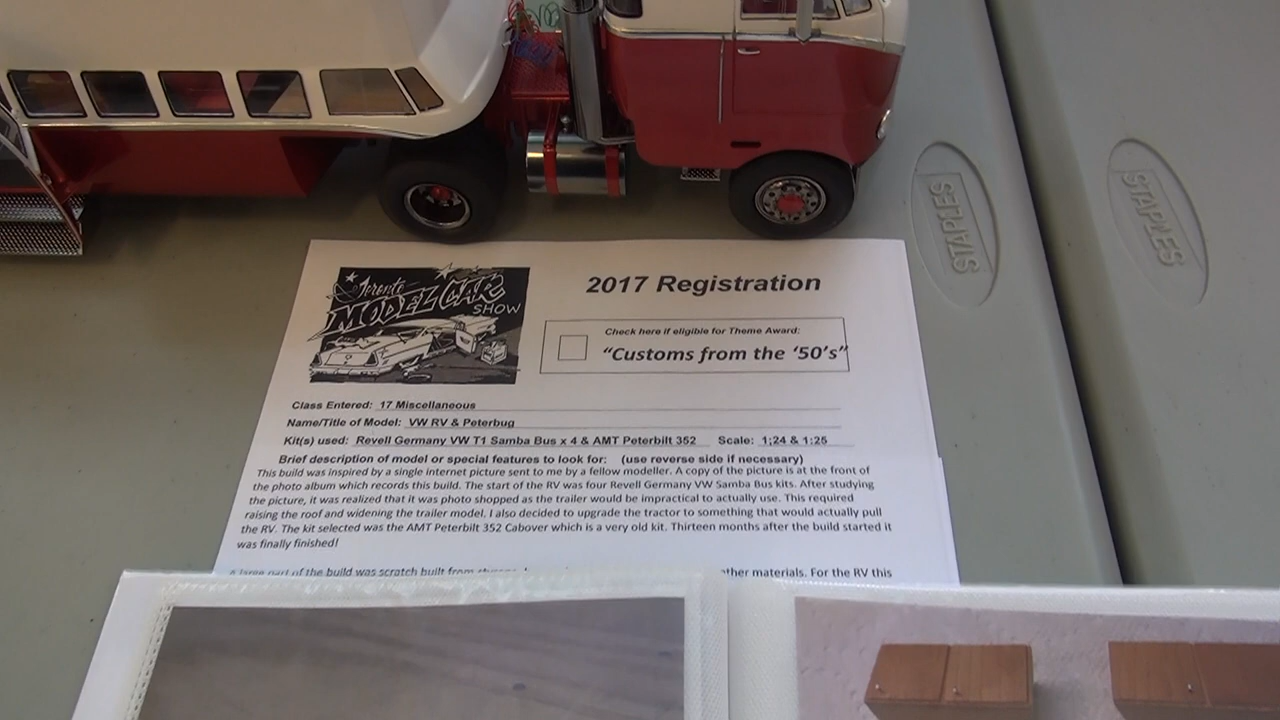 STAPLES
STAPLES
Toronto
MODEL CAR
SHOW
2017 Registration
Check here if eligible for Theme Award:
“Customs from the ‘50’s”
Class Entered: 17 Miscellaneous
Name/Title of Model: VW RV & Peterbug
Kit(s) used: Revell Germany VW T1 Samba Bus x 4 & AMT Peterbilt 352 Scale: 1;24 & 1:25
Brief description of model or special features to look for: (use reverse side if necessary)
This build was inspired by a single internet picture sent to me by a fellow modeller. A copy of the picture is at the front of
the photo album which records this build. The start of the RV was four Revell Germany VW Samba Bus kits. After studying
the picture, it was realized that it was photo shopped as the trailer would be impractical to actually use. This required
raising the roof and widening the trailer model. I also decided to upgrade the tractor to something that would actually pull
the RV. The kit selected was the AMT Peterbilt 352 Cabover which is a very old kit. Thirteen months after the build started it
was finally finished!
A large part of the build was scratch built from other materials. For the RV this